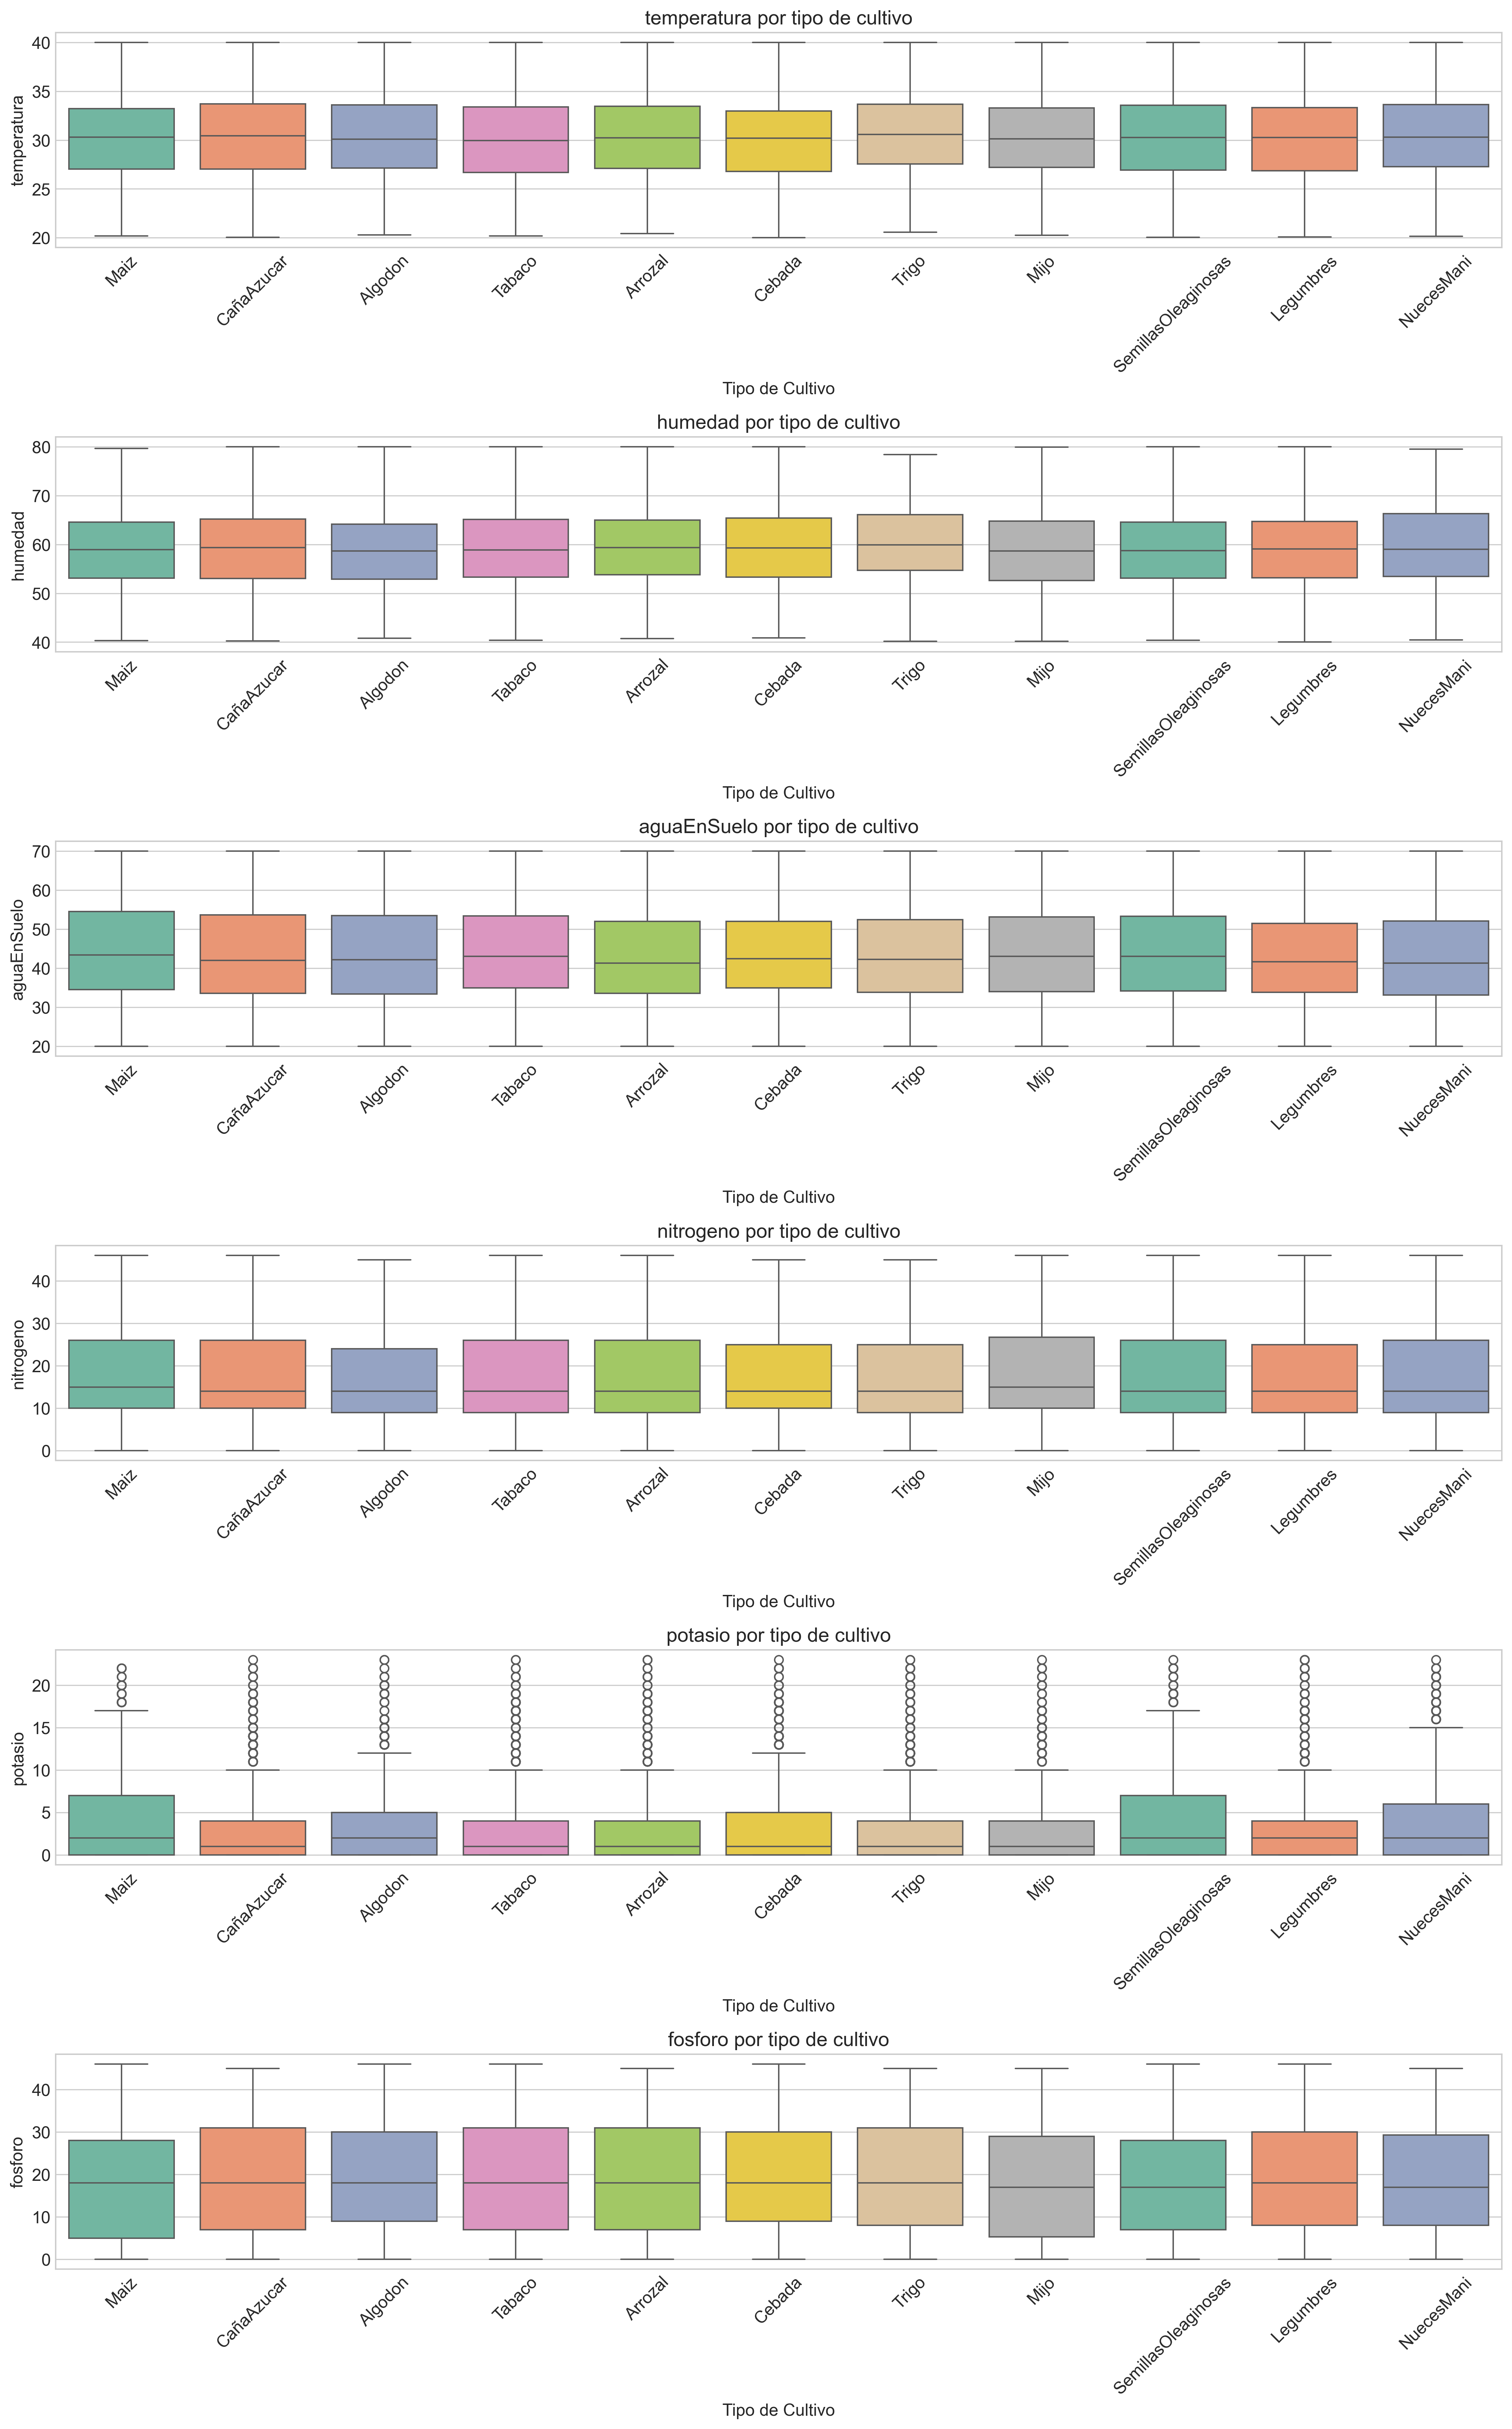 temperatura por tipo de cultivo
temperatura
40
35
30
25
20
Maiz
CañaAzucar
Algodon
Tabaco
Arrozal
Cebada
Trigo
Mijo
SemillasOleaginosas
Legumbres
NuecesMani
Tipo de Cultivo
humedad por tipo de cultivo
humedad
80
70
60
50
40
Maiz
CañaAzucar
Algodon
Tabaco
Arrozal
Cebada
Trigo
Mijo
SemillasOleaginosas
Legumbres
NuecesMani
Tipo de Cultivo
aguaEnSuelo por tipo de cultivo
aguaEnSuelo
70
60
50
40
30
20
Maiz
CañaAzucar
Algodon
Tabaco
Arrozal
Cebada
Trigo
Mijo
SemillasOleaginosas
Legumbres
NuecesMani
Tipo de Cultivo
nitrogeno por tipo de cultivo
nitrogeno
40
30
20
10
0
Maiz
CañaAzucar
Algodon
Tabaco
Arrozal
Cebada
Trigo
Mijo
SemillasOleaginosas
Legumbres
NuecesMani
Tipo de Cultivo
potasio por tipo de cultivo
potasio
20
15
10
5
0
Maiz
CañaAzucar
Algodon
Tabaco
Arrozal
Cebada
Trigo
Mijo
SemillasOleaginosas
Legumbres
NuecesMani
Tipo de Cultivo
fosforo por tipo de cultivo
fosforo
40
30
20
10
0
Maiz
CañaAzucar
Algodon
Tabaco
Arrozal
Cebada
Trigo
Mijo
SemillasOleaginosas
Legumbres
NuecesMani
Tipo de Cultivo